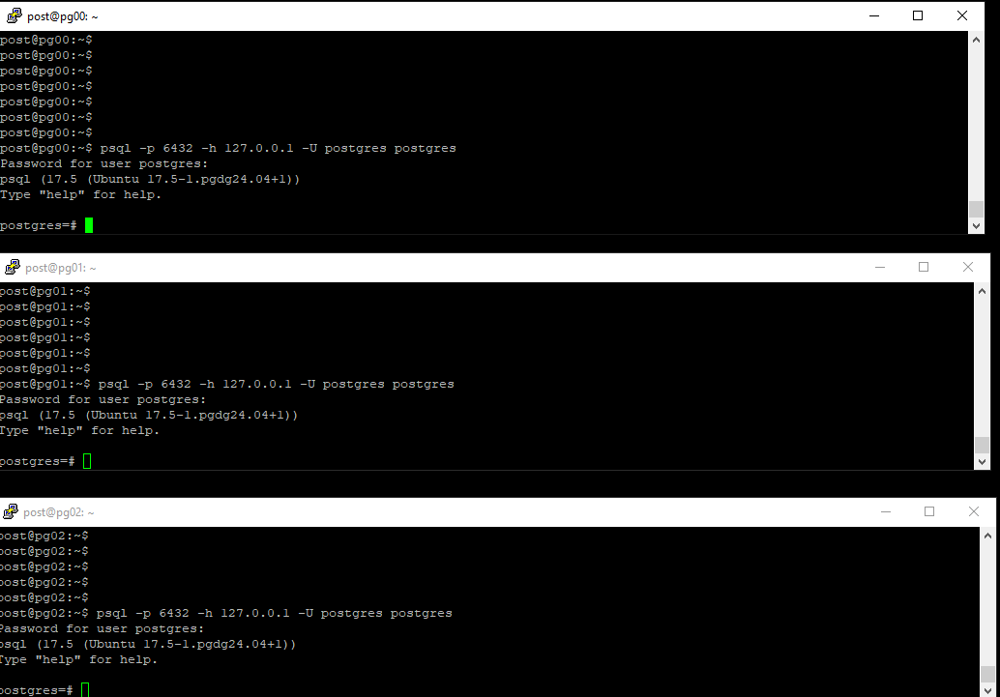 post@pg00: ~
post@pg00:~$
post@pg00:~$
post@pg00:~$
post@pg00:~$
post@pg00:~$
post@pg00:~$
post@pg00:~$
post@pg00:~$ psql -p 6432 -h 127.0.0.1 -U postgres postgres
Password for user postgres:
psql (17.5 (Ubuntu 17.5-1.pgdg24.04+1))
Type "help" for help.
postgres=#
post@pg01: ~
post@pg01:~$
post@pg01:~$
post@pg01:~$
post@pg01:~$
post@pg01:~$
post@pg01:~$
post@pg01:~$ psql -p 6432 -h 127.0.0.1 -U postgres postgres
Password for user postgres:
psql (17.5 (Ubuntu 17.5-1.pgdg24.04+1))
Type "help" for help.
postgres=#
post@pg02: ~
post@pg02:~$
post@pg02:~$
post@pg02:~$
post@pg02:~$
post@pg02:~$
post@pg02:~$ psql -p 6432 -h 127.0.0.1 -U postgres postgres
Password for user postgres:
psql (17.5 (Ubuntu 17.5-1.pgdg24.04+1))
Type "help" for help.
postgres=#